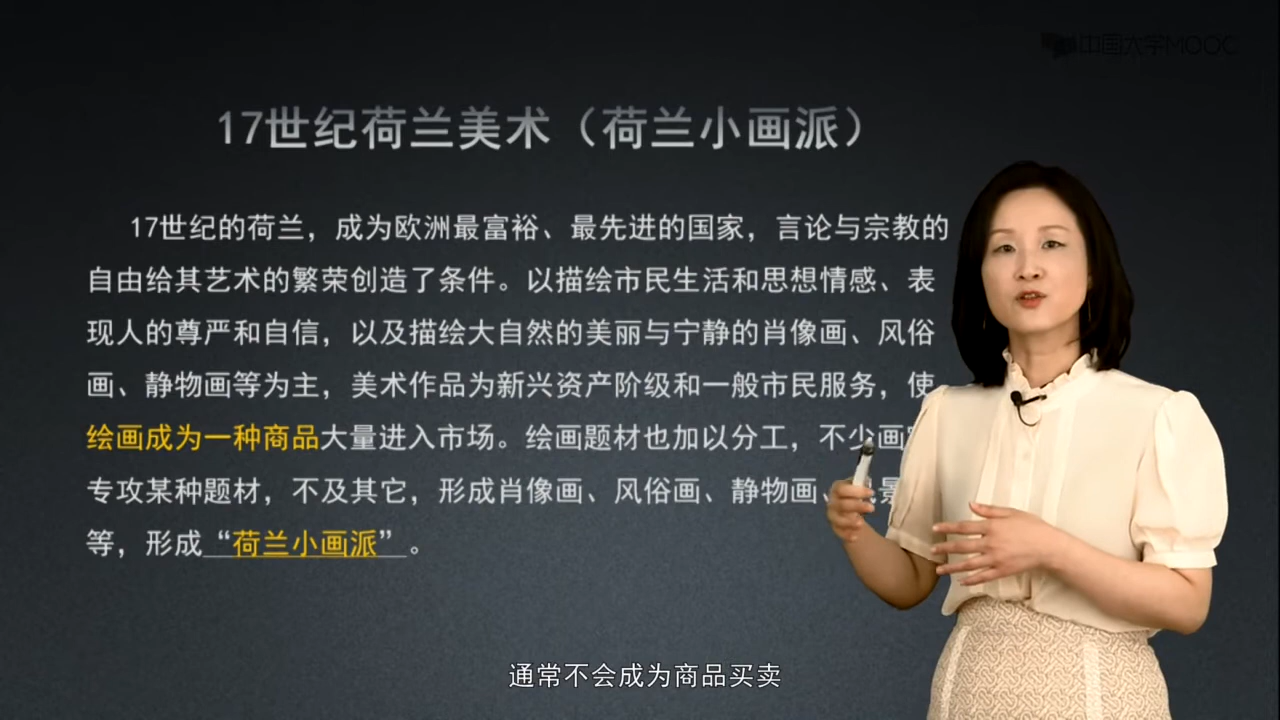 中国大学MOOC
17世纪荷兰美术（荷兰小画派）
17世纪的荷兰，成为欧洲最富裕、最先进的国家，言论与宗教的
自由给其艺术的繁荣创造了条件。以描绘市民生活和思想情感、表
现人的尊严和自信，以及描绘大自然的美丽与宁静的肖像画、风俗
画、静物画等为主，美术作品为新兴资产阶级和一般市民服务，使
绘画成为一种商品大量进入市场。绘画题材也加以分工，不少画
专攻某种题材，不及其它，形成肖像画、风俗画、静物画、
等，形成“荷兰小画派”。
通常不会成为商品买卖